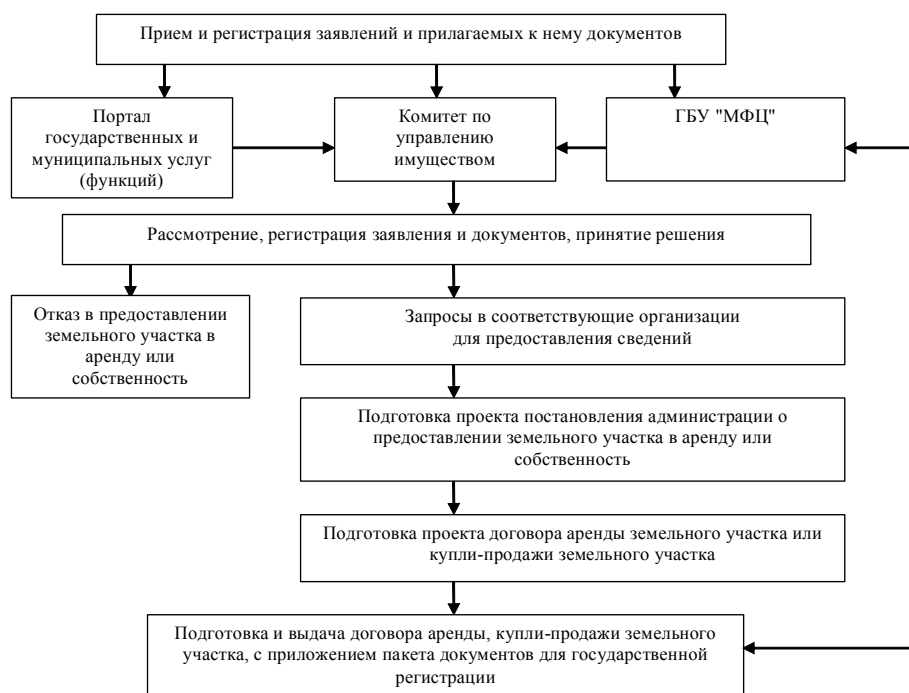 Прием и регистрация заявлений и прилагаемых к нему документов
Портал
государственных и
муниципальных услуг
(функций)
Комитет по
управлению
имуществом
ГБУ "МФЦ"
Рассмотрение, регистрация заявления и документов, принятие решения
Отказ в предоставлении
земельного участка в
аренду или
собственность
Запросы в соответствующие организации
для предоставления сведений
Подготовка проекта постановления администрации о
предоставлении земельного участка в аренду или
собственность
Подготовка проекта договора аренды земельного участка или
купли-продажи земельного участка
Подготовка и выдача договора аренды, купли-продажи земельного
участка, с приложением пакета документов для государственной
регистрации